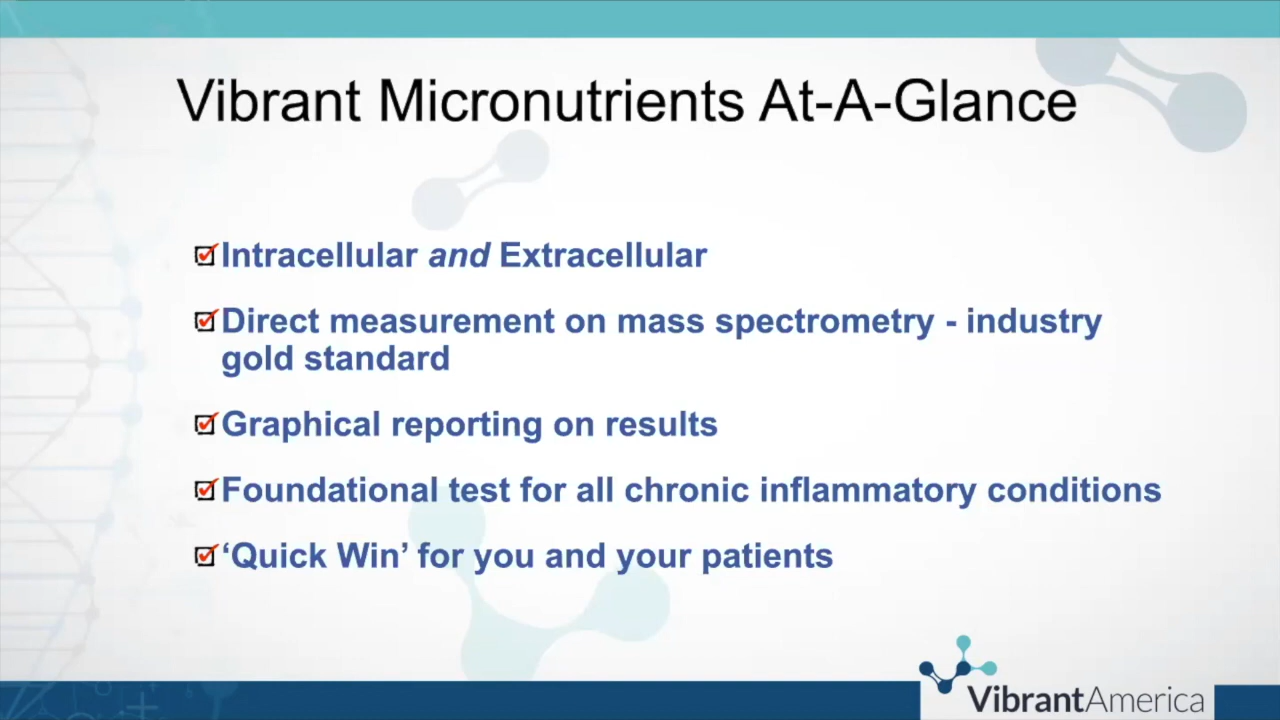 Vibrant Micronutrients At-A-Glance
Intracellular and Extracellular
Direct measurement on mass spectrometry - industry
gold standard
Graphical reporting on results
Foundational test for all chronic inflammatory conditions
‘Quick Win’ for you and your patients
VibrantAmerica